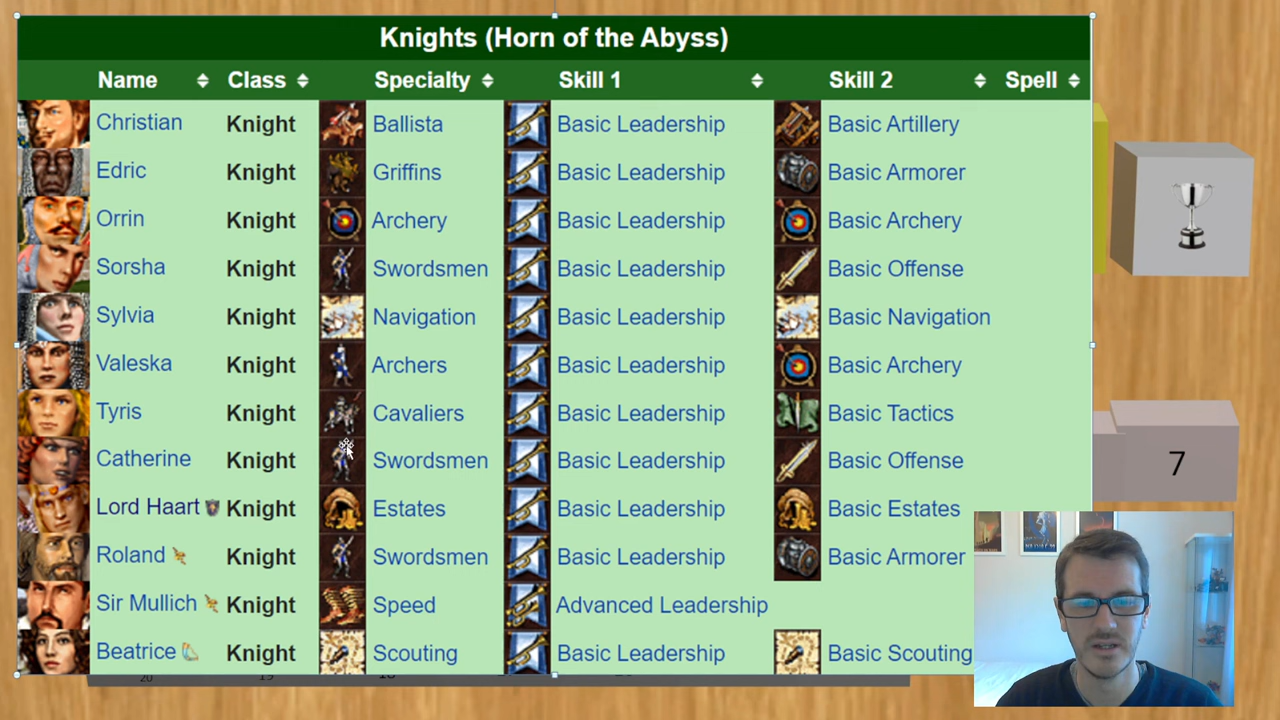 Knights (Horn of the Abyss)
Name Class Specialty Skill 1 Skill 2 Spell
Christian Knight Ballista Basic Leadership Basic Artillery
Edric Knight Griffins Basic Leadership Basic Armorer
Orrin Knight Archery Basic Leadership Basic Archery
Sorsha Knight Swordsmen Basic Leadership Basic Offense
Sylvia Knight Navigation Basic Leadership Basic Navigation
Valeska Knight Archers Basic Leadership Basic Archery
Tyris Knight Cavaliers Basic Leadership Basic Tactics
Catherine Knight Swordsmen Basic Leadership Basic Offense
7
Lord Haart Knight Estates Basic Leadership Basic Estates
Roland Knight Swordsmen Basic Leadership Basic Armorer
Sir Mullich Knight Speed Advanced Leadership
Beatrice Knight Scouting Basic Leadership Basic Scouting